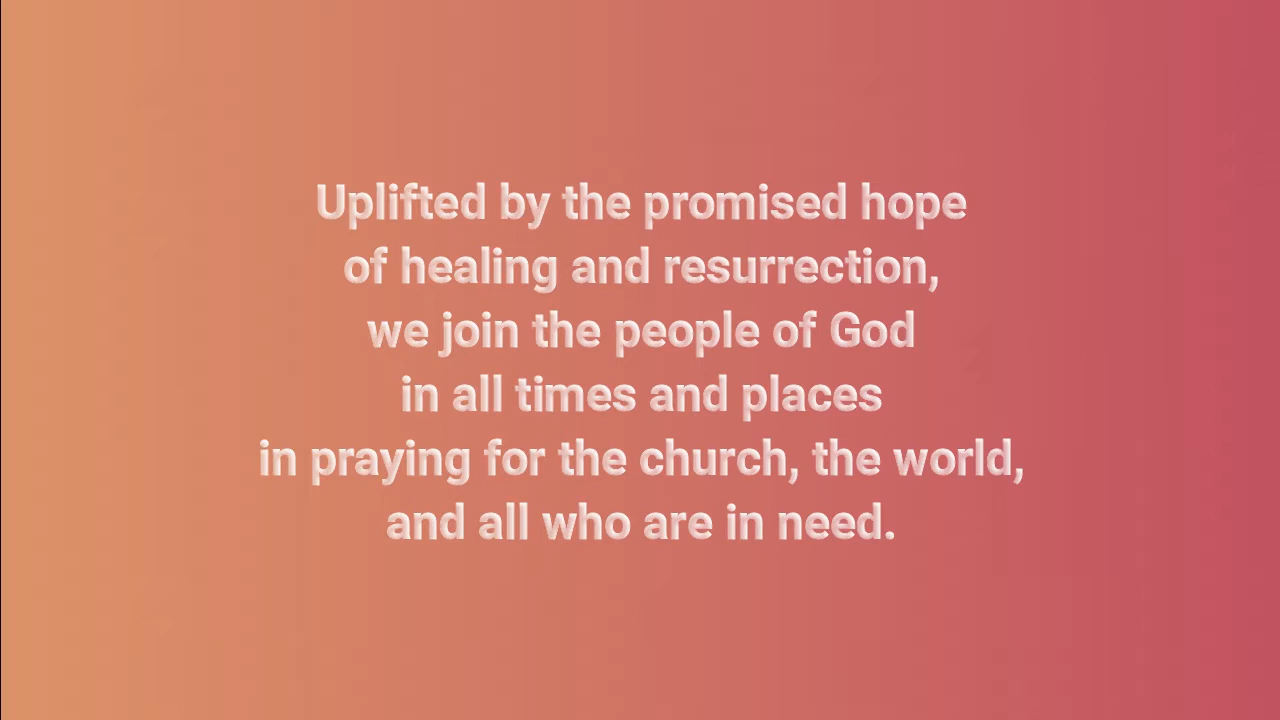 Uplifted by the promised hope
of healing and resurrection,
we join the people of God
in all times and places
in praying for the church, the world,
and all who are in need.